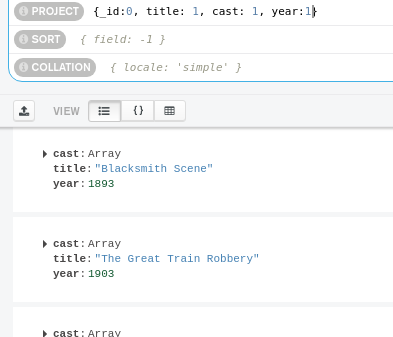 PROJECT {_id:0, title: 1, cast: 1, year:1}
SORT { field: -1 }
COLLATION { locale: 'simple' }
VIEW {}
cast: Array
title: "Blacksmith Scene"
year: 1893
cast: Array
title: "The Great Train Robbery"
year: 1903
cast: Array